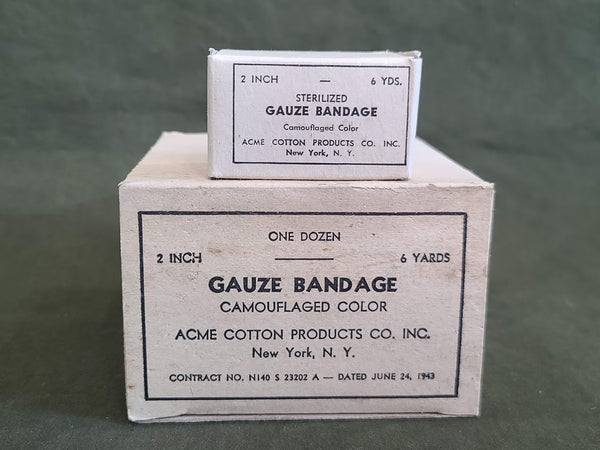 2 INCH — 6 YDS.
STERILIZED
GAUZE BANDAGE
Camouflaged Color
ACME COTTON PRODUCTS CO. INC.
New York, N. Y.
ONE DOZEN
2 INCH 6 YARDS
GAUZE BANDAGE
CAMOUFLAGED COLOR
ACME COTTON PRODUCTS CO. INC.
New York, N. Y.
CONTRACT NO. N140 S 23202 A — DATED JUNE 24, 1943